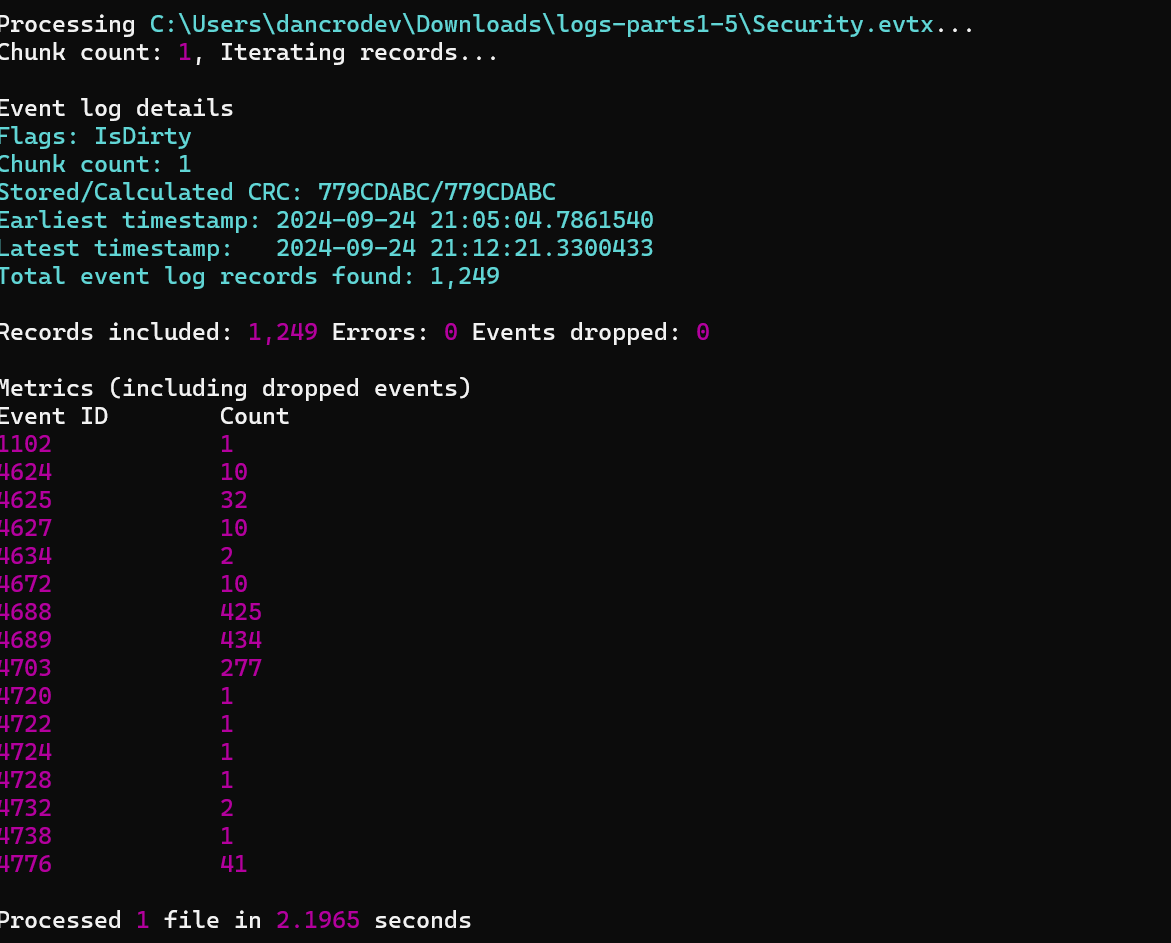 Processing C:\Users\dancrodev\Downloads\logs-parts1-5\Security.evtx...
Chunk count: 1, Iterating records...
Event log details
Flags: IsDirty
Chunk count: 1
Stored/Calculated CRC: 779CDABC/779CDABC
Earliest timestamp: 2024-09-24 21:05:04.7861540
Latest timestamp:   2024-09-24 21:12:21.3300433
Total event log records found: 1,249
Records included: 1,249 Errors: 0 Events dropped: 0
Metrics (including dropped events)
Event ID        Count
1102            1
4624            10
4625            32
4627            10
4634            2
4672            10
4688            425
4689            434
4703            277
4720            1
4722            1
4724            1
4728            1
4732            2
4738            1
4776            41
Processed 1 file in 2.1965 seconds